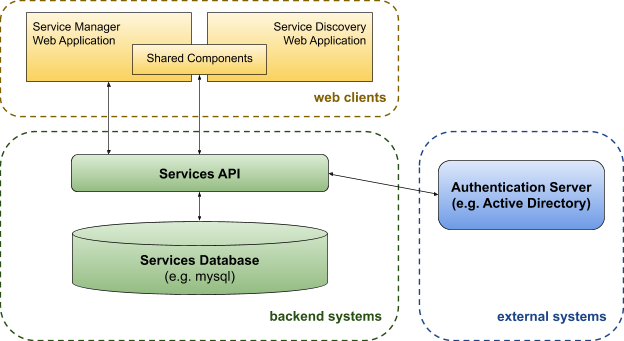 Service Manager
Web Application
Service Discovery
Web Application
Shared Components
web clients
Services API
Authentication Server
(e.g. Active Directory)
Services Database
(e.g. mysql)
backend systems
external systems